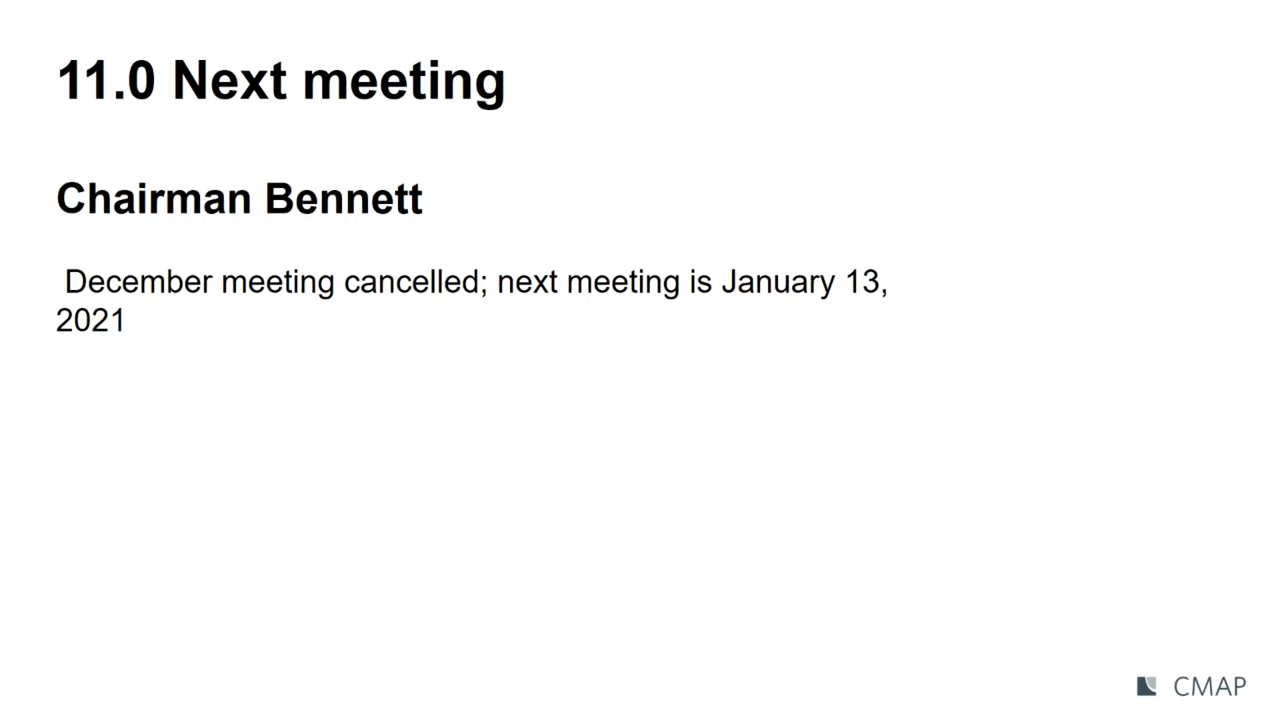 11.0 Next meeting
Chairman Bennett
December meeting cancelled; next meeting is January 13,
2021
CMAP